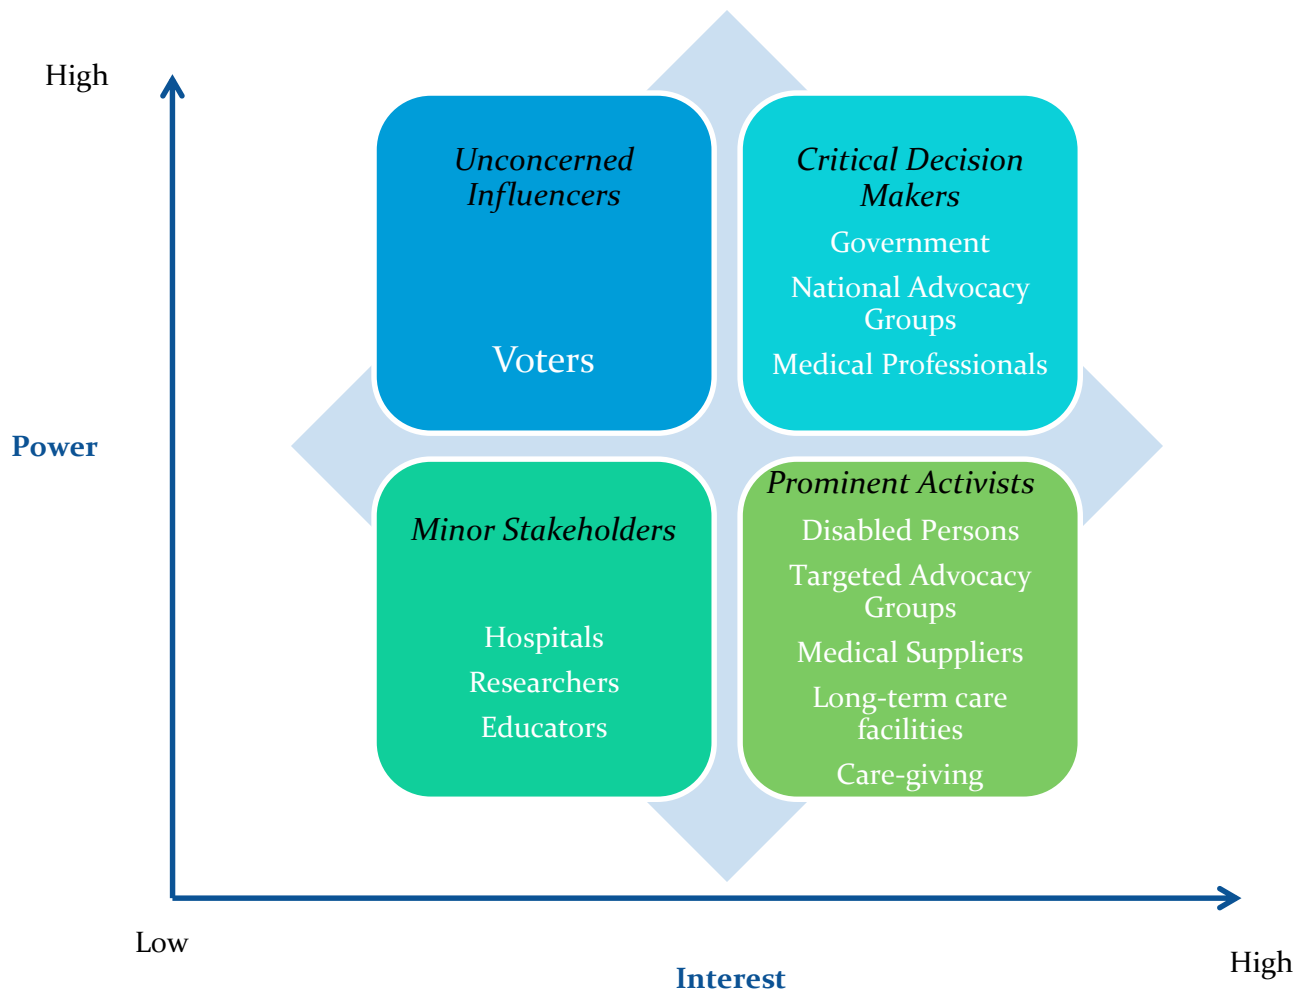 High
Unconcerned
Influencers
Voters
Critical Decision
Makers
Government
National Advocacy
Groups
Medical Professionals
Power
Minor Stakeholders
Hospitals
Researchers
Educators
Prominent Activists
Disabled Persons
Targeted Advocacy
Groups
Medical Suppliers
Long-term care
facilities
Care-giving
Low
Interest
High